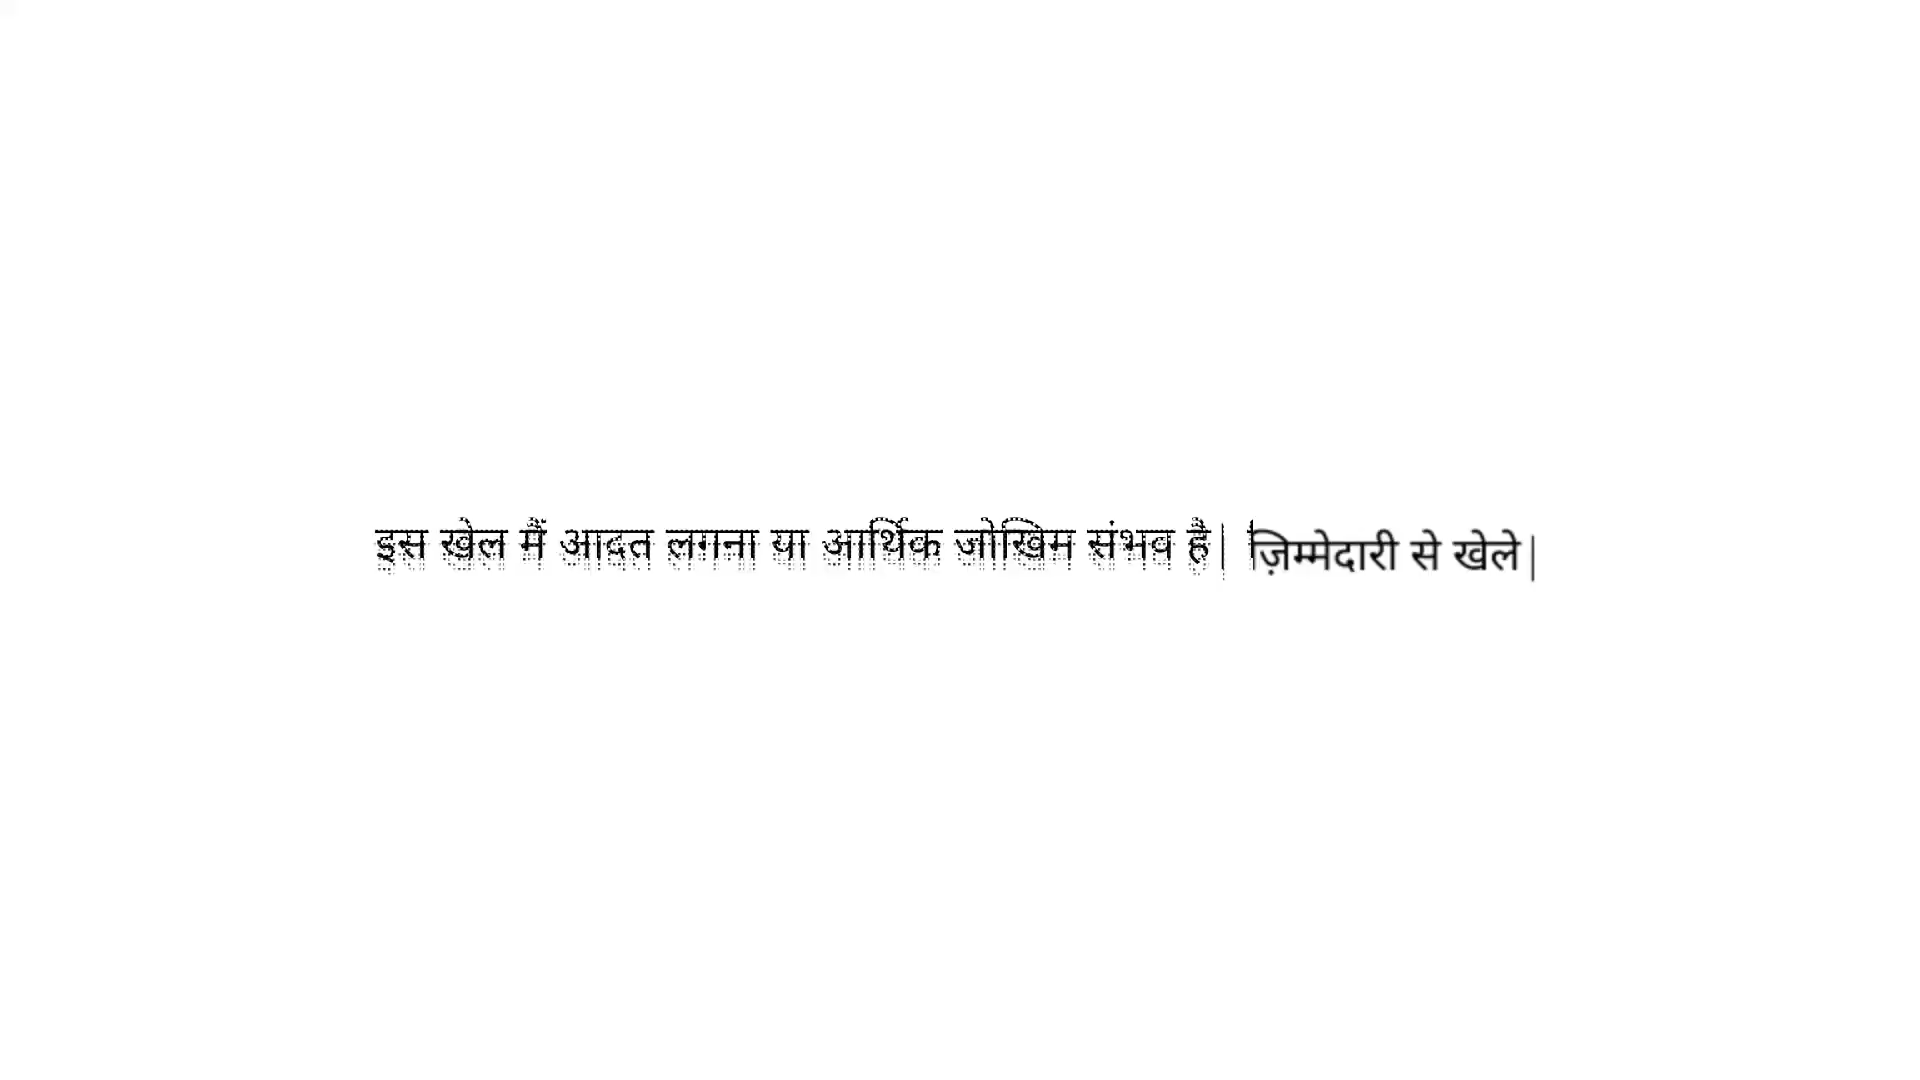 इस खेल में आदत लगना या आर्थिक जोखिम संभव है| ज़िम्मेदारी से खेले|